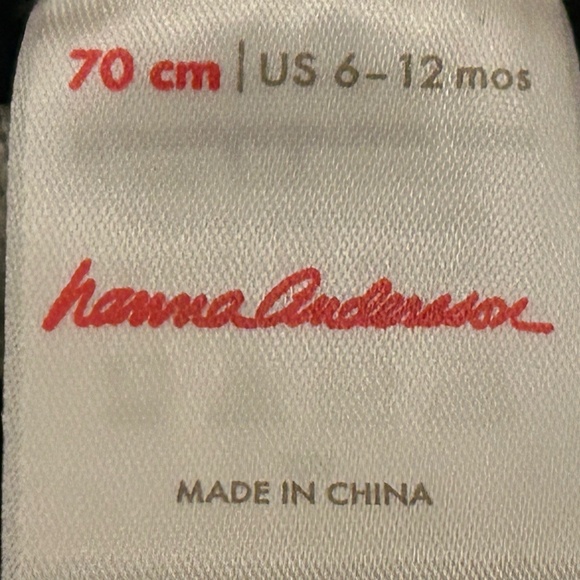 70 cm | US 6-12 mos
hanna Andersson
MADE IN CHINA